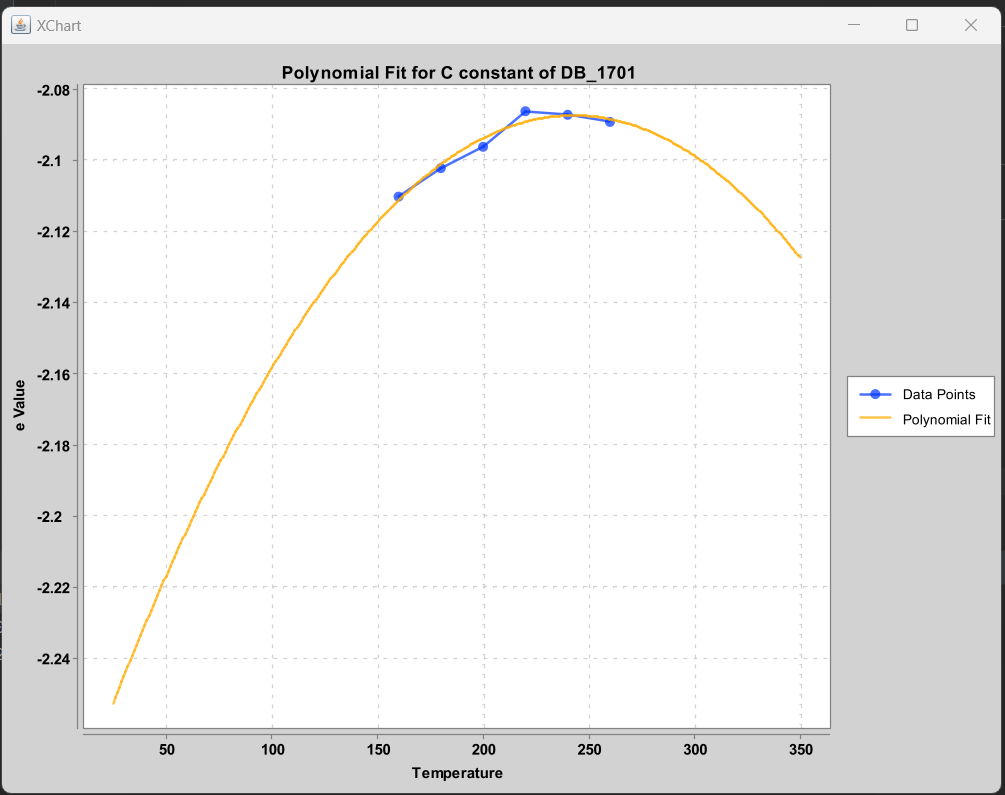 XChart
Polynomial Fit for C constant of DB_1701
-2.08
-2.1
-2.12
-2.14
-2.16
-2.18
-2.2
-2.22
-2.24
e Value
50 100 150 200 250 300 350
Temperature
Data Points
Polynomial Fit